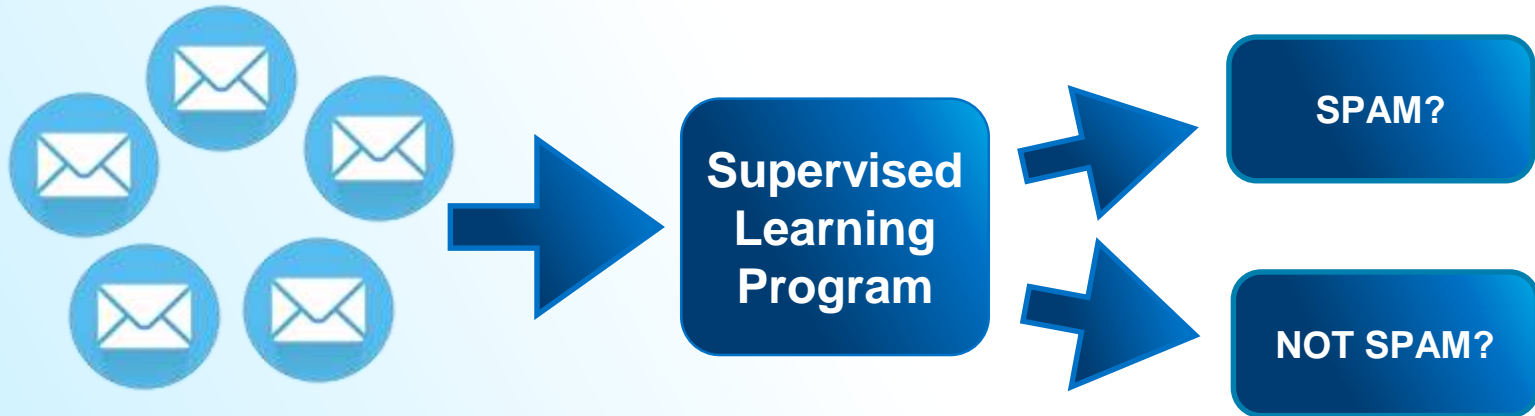 Supervised
Learning
Program
SPAM?
NOT SPAM?